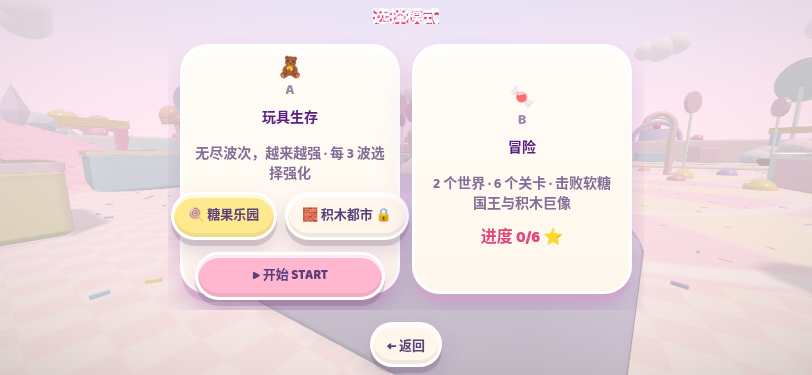 A
玩具生存
无尽波次，越来越强 · 每 3 波选
择强化
糖果乐园
积木都市
▶ 开始 START
B
冒险
2 个世界 · 6 个关卡 · 击败软糖
国王与积木巨像
进度 0/6
← 返回